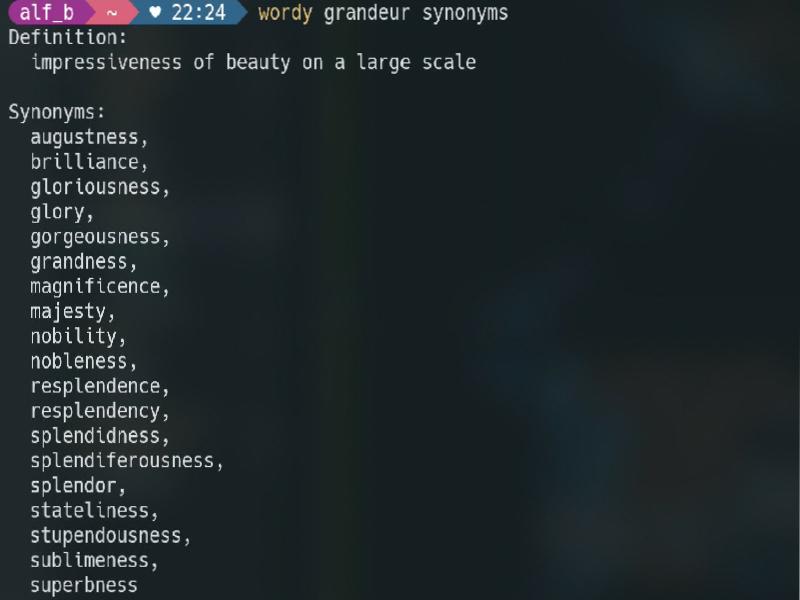 alf_b ~ ♥ 22:24 wordy grandeur synonyms
Definition:
impressiveness of beauty on a large scale
Synonyms:
augustness,
brilliance,
gloriousness,
glory,
gorgeousness,
grandness,
magnificence,
majesty,
nobility,
nobleness,
resplendence,
resplendency,
splendidness,
splendiferousness,
splendor,
stateliness,
stupendousness,
sublimeness,
superbness